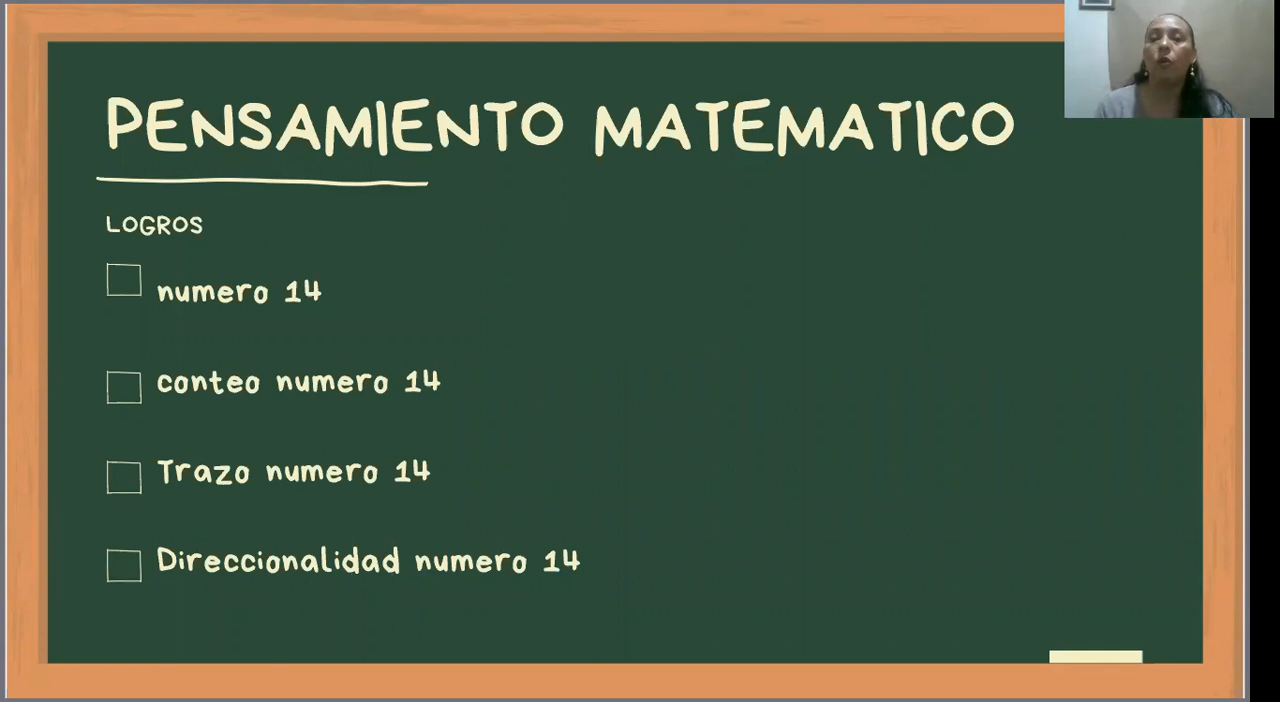 PENSAMIENTO MATEMATICO
LOGROS
numero 14
conteo numero 14
Trazo numero 14
Direccionalidad numero 14